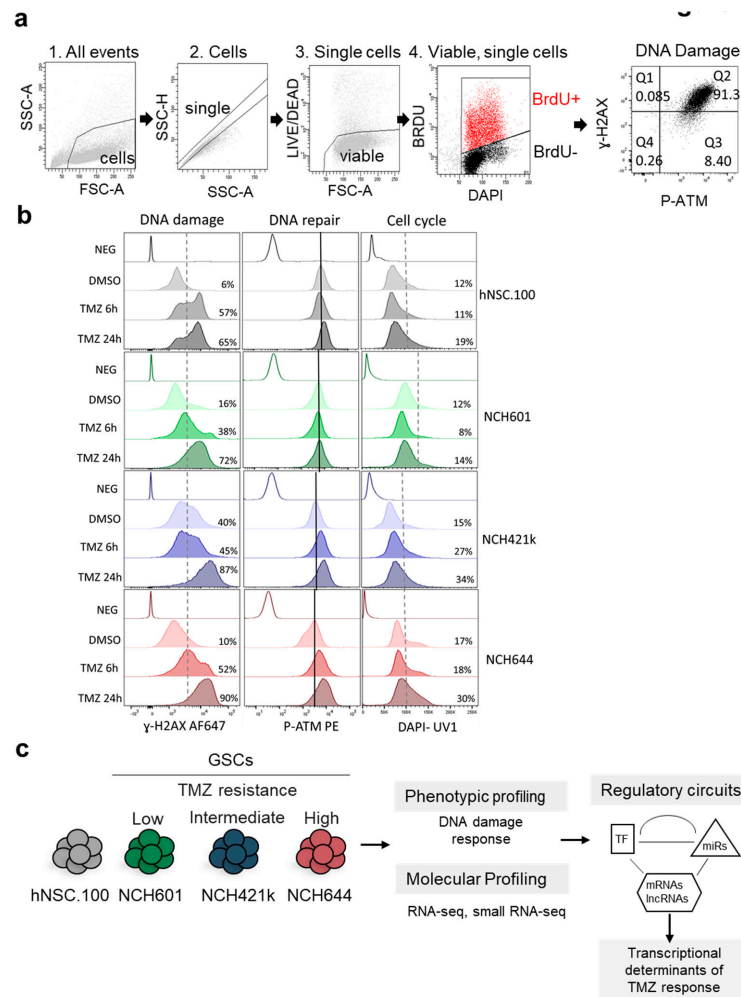 a
1. All events
2. Cells
3. Single cells
4. Viable, single cells
DNA Damage
SSC-A
cells
FSC-A
SSC-H
single
SSC-A
LIVE/DEAD
viable
FSC-A
BRDU
BrdU+
BrdU-
DAPI
ɣ-H2AX
Q1
0.085
Q2
91.3
Q4
0.26
Q3
8.40
P-ATM
b
DNA damage
DNA repair
Cell cycle
NEG
DMSO 6% 12%
TMZ 6h 57% 11%
TMZ 24h 65% 19%
hNSC.100
NEG
DMSO 16% 12%
TMZ 6h 38% 8%
TMZ 24h 72% 14%
NCH601
NEG
DMSO 40% 15%
TMZ 6h 45% 27%
TMZ 24h 87% 34%
NCH421k
NEG
DMSO 10% 17%
TMZ 6h 52% 18%
TMZ 24h 90% 30%
NCH644
ɣ-H2AX AF647
P-ATM PE
DAPI- UV1
c
GSCs
TMZ resistance
Low
Intermediate
High
hNSC.100
NCH601
NCH421k
NCH644
Phenotypic profiling
DNA damage
response
Molecular Profiling
RNA-seq, small RNA-seq
Regulatory circuits
TF
miRs
mRNAs
lncRNAs
Transcriptional
determinants of
TMZ response